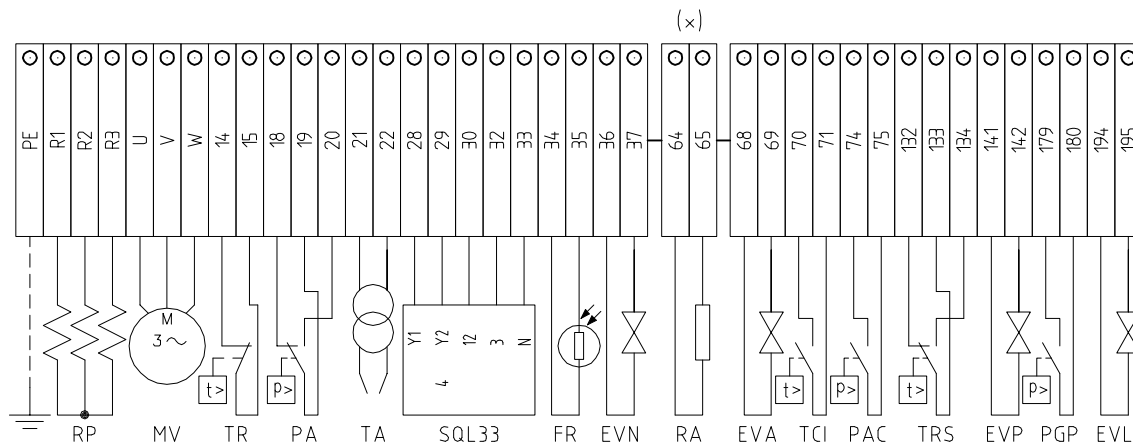 (x)
PE R1 R2 R3 U V W 14 15 18 19 20 21 22 28 29 30 32 33 34 35 36 37 64 65 68 69 70 71 74 75 132 133 134 141 142 179 180 194 195
M
3~
Y1 Y2 12 3 N
4
t> p> t> p> t> p>
RP MV TR PA TA SQL33 FR EVN RA EVA TCI PAC TRS EVP PGP EVL